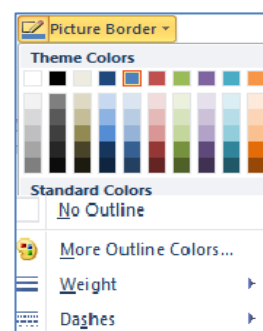 Picture Border
Theme Colors
Standard Colors
No Outline
More Outline Colors...
Weight
Dashes